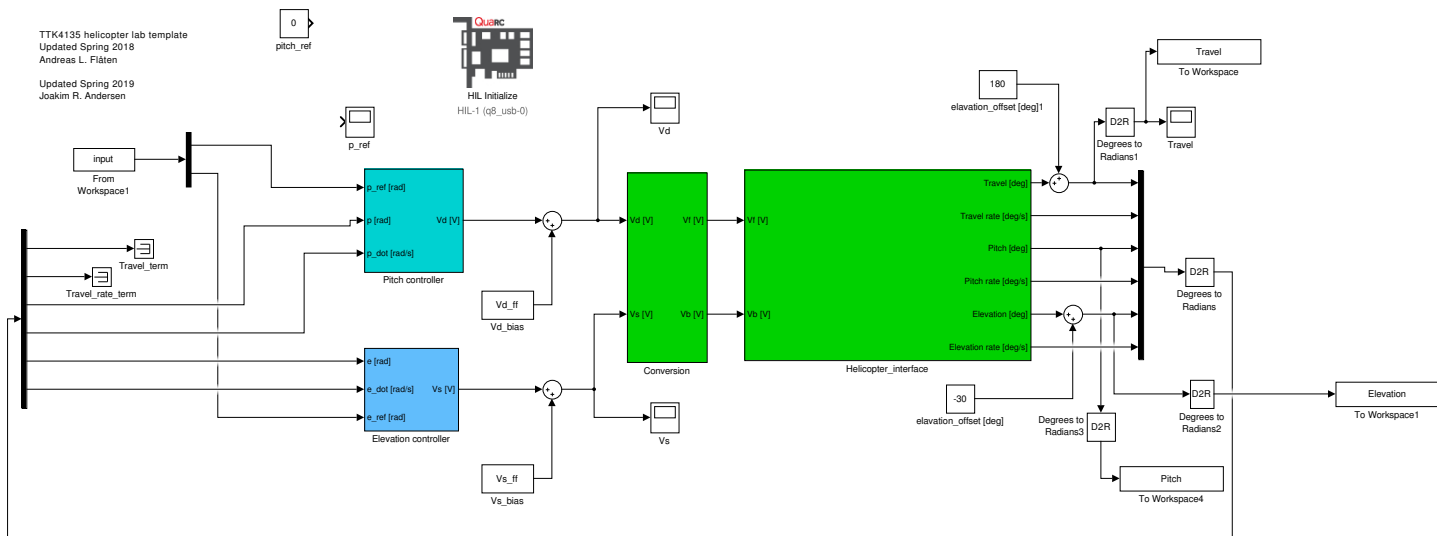 TTK4135 helicopter lab template
Updated Spring 2018
Andreas L. Flåten
Updated Spring 2019
Joakim R. Andersen
0
pitch_ref
QUARC
HIL Initialize
HIL-1 (q8_usb-0)
p_ref
input
From
Workspace1
Travel_term
Travel_rate_term
p_ref [rad]
p [rad]
p_dot [rad/s]
Vd [V]
Pitch controller
Vd_ff
Vd_bias
e [rad]
e_dot [rad/s]
e_ref [rad]
Vs [V]
Elevation controller
Vs_ff
Vs_bias
Vd
Vs
Vd [V]
Vs [V]
Vf [V]
Vb [V]
Conversion
Vf [V]
Vb [V]
Travel [deg]
Travel rate [deg/s]
Pitch [deg]
Pitch rate [deg/s]
Elevation [deg]
Elevation rate [deg/s]
Helicopter_interface
180
elavation_offset [deg]1
-30
elavation_offset [deg]
D2R
Degrees to
Radians1
Travel
To Workspace
Travel
D2R
Degrees to
Radians
D2R
Degrees to
Radians2
Elevation
To Workspace1
Degrees to
Radians3
D2R
Pitch
To Workspace4